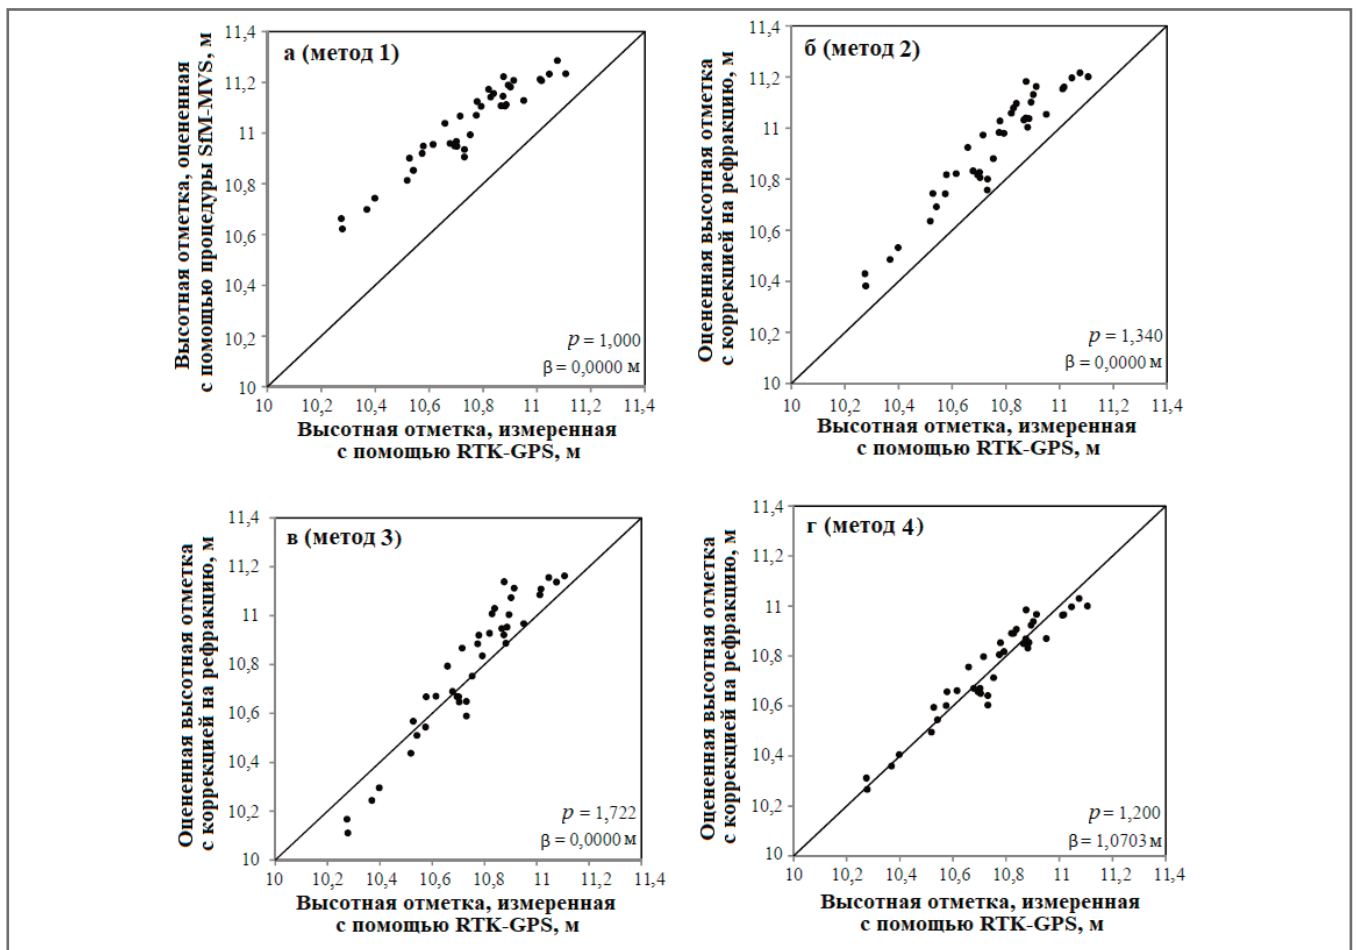 а (метод 1)
Высотная отметка, оцененная
с помощью процедуры SfM-MVS, м
11,4
11,2
11
10,8
10,6
10,4
10,2
10
p = 1,000
β = 0,0000 м
10 10,2 10,4 10,6 10,8 11 11,2 11,4
Высотная отметка, измеренная
с помощью RTK-GPS, м
б (метод 2)
Оцененная высотная отметка
с коррекцией на рефракцию, м
11,4
11,2
11
10,8
10,6
10,4
10,2
10
p = 1,340
β = 0,0000 м
10 10,2 10,4 10,6 10,8 11 11,2 11,4
Высотная отметка, измеренная
с помощью RTK-GPS, м
в (метод 3)
Оцененная высотная отметка
с коррекцией на рефракцию, м
11,4
11,2
11
10,8
10,6
10,4
10,2
10
p = 1,722
β = 0,0000 м
10 10,2 10,4 10,6 10,8 11 11,2 11,4
Высотная отметка, измеренная
с помощью RTK-GPS, м
г (метод 4)
Оцененная высотная отметка
с коррекцией на рефракцию, м
11,4
11,2
11
10,8
10,6
10,4
10,2
10
p = 1,200
β = 1,0703 м
10 10,2 10,4 10,6 10,8 11 11,2 11,4
Высотная отметка, измеренная
с помощью RTK-GPS, м